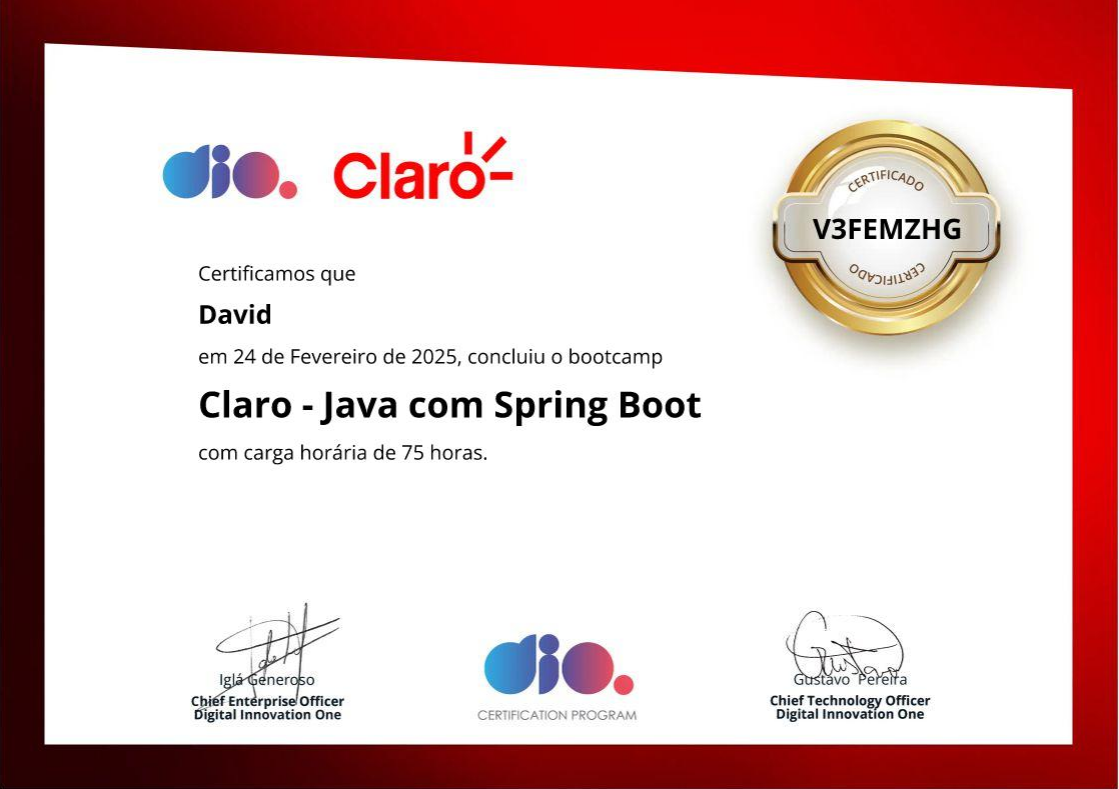 dio.
Claro
CERTIFICADO
V3FEMZHG
CERTIFICADO
Certificamos que
David
em 24 de Fevereiro de 2025, concluiu o bootcamp
Claro - Java com Spring Boot
com carga horária de 75 horas.
Iglá Generoso
Chief Enterprise Officer
Digital Innovation One
dio.
CERTIFICATION PROGRAM
Gustavo
Gustavo Pereira
Chief Technology Officer
Digital Innovation One